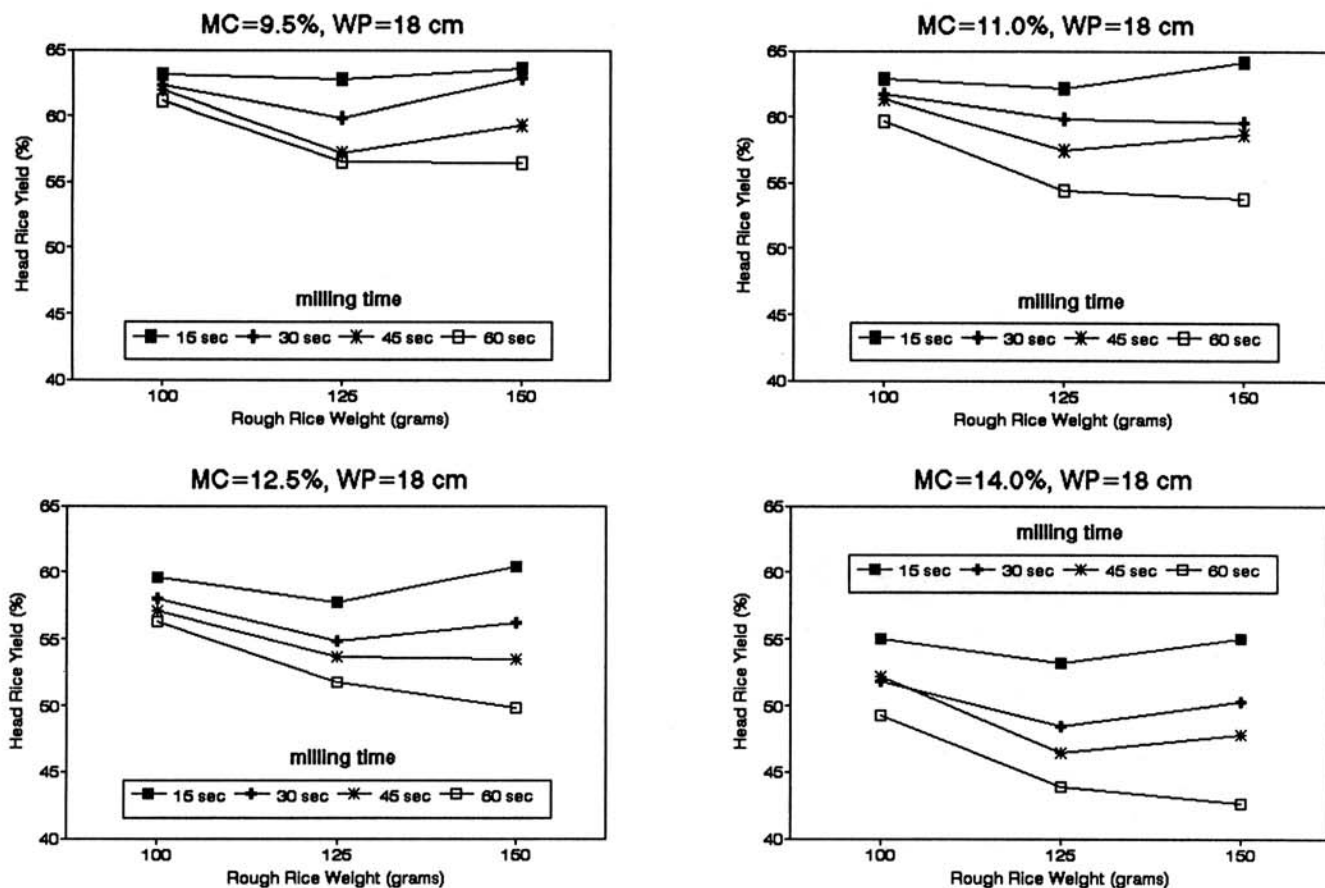 MC=9.5%, WP=18 cm
Head Rice Yield (%)
65
60
55
50
45
40
milling time
15 sec 30 sec 45 sec 60 sec
100 125 150
Rough Rice Weight (grams)
MC=11.0%, WP=18 cm
Head Rice Yield (%)
65
60
55
50
45
40
milling time
15 sec 30 sec 45 sec 60 sec
100 125 150
Rough Rice Weight (grams)
MC=12.5%, WP=18 cm
Head Rice Yield (%)
65
60
55
50
45
40
milling time
15 sec 30 sec 45 sec 60 sec
100 125 150
Rough Rice Weight (grams)
MC=14.0%, WP=18 cm
Head Rice Yield (%)
65
60
55
50
45
40
milling time
15 sec 30 sec 45 sec 60 sec
100 125 150
Rough Rice Weight (grams)